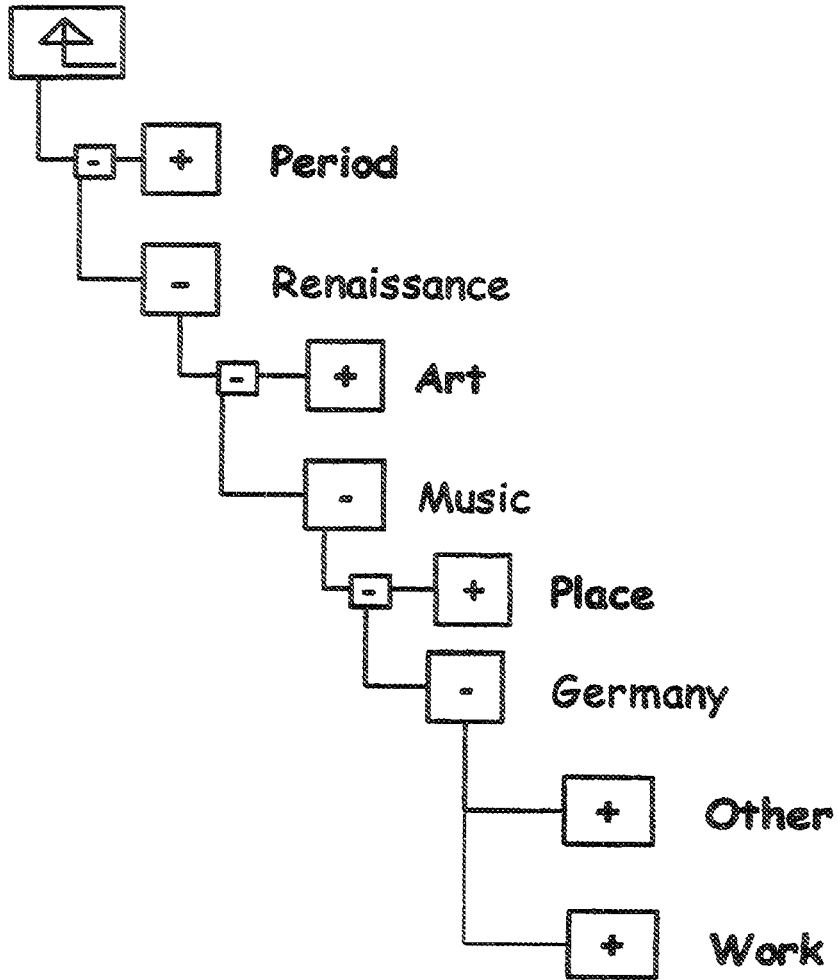 - + Period
- Renaissance
- + Art
- Music
- + Place
- Germany
+ Other
+ Work